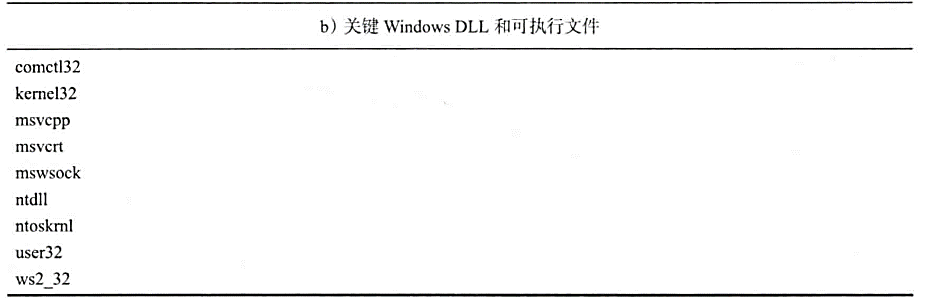 b）关键 Windows DLL 和可执行文件
comctl32
kernel32
msvcpp
msvcrt
mswsock
ntdll
ntoskrnl
user32
ws2_32